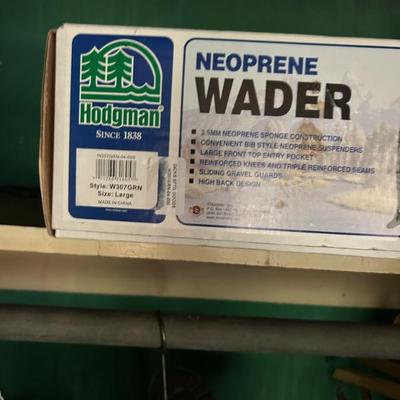 Hodgman®
SINCE 1838
NEOPRENE
WADER
3.5MM NEOPRENE SPONGE CONSTRUCTION
CONVENIENT BIB STYLE NEOPRENE SUSPENDERS
LARGE FRONT TOP ENTRY POCKET
REINFORCED KNEES AND TRIPLE REINFORCED SEAMS
SLIDING GRAVEL GUARDS
HIGH BACK DESIGN
Style: W307GRN
Size: Large
MADE IN CHINA